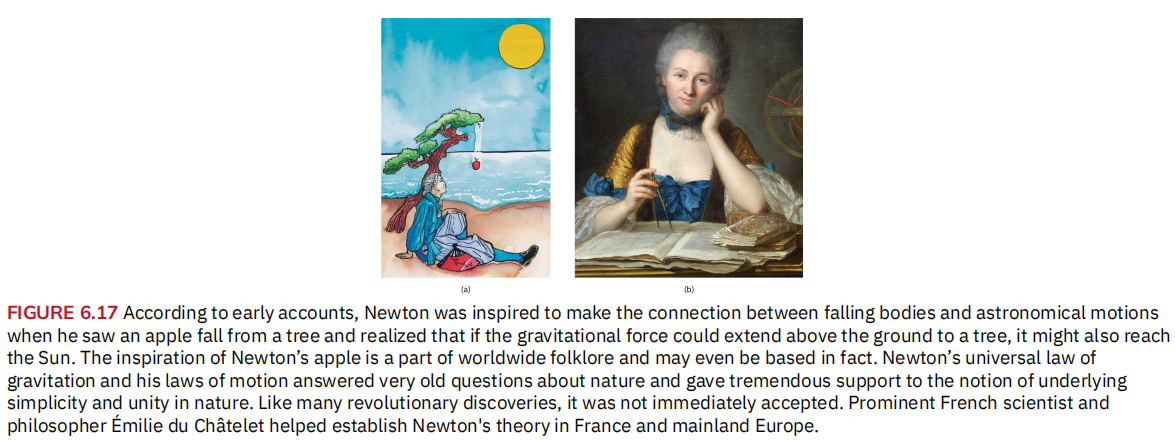 (a)
(b)
FIGURE 6.17 According to early accounts, Newton was inspired to make the connection between falling bodies and astronomical motions
when he saw an apple fall from a tree and realized that if the gravitational force could extend above the ground to a tree, it might also reach
the Sun. The inspiration of Newton’s apple is a part of worldwide folklore and may even be based in fact. Newton’s universal law of
gravitation and his laws of motion answered very old questions about nature and gave tremendous support to the notion of underlying
simplicity and unity in nature. Like many revolutionary discoveries, it was not immediately accepted. Prominent French scientist and
philosopher Émilie du Châtelet helped establish Newton's theory in France and mainland Europe.